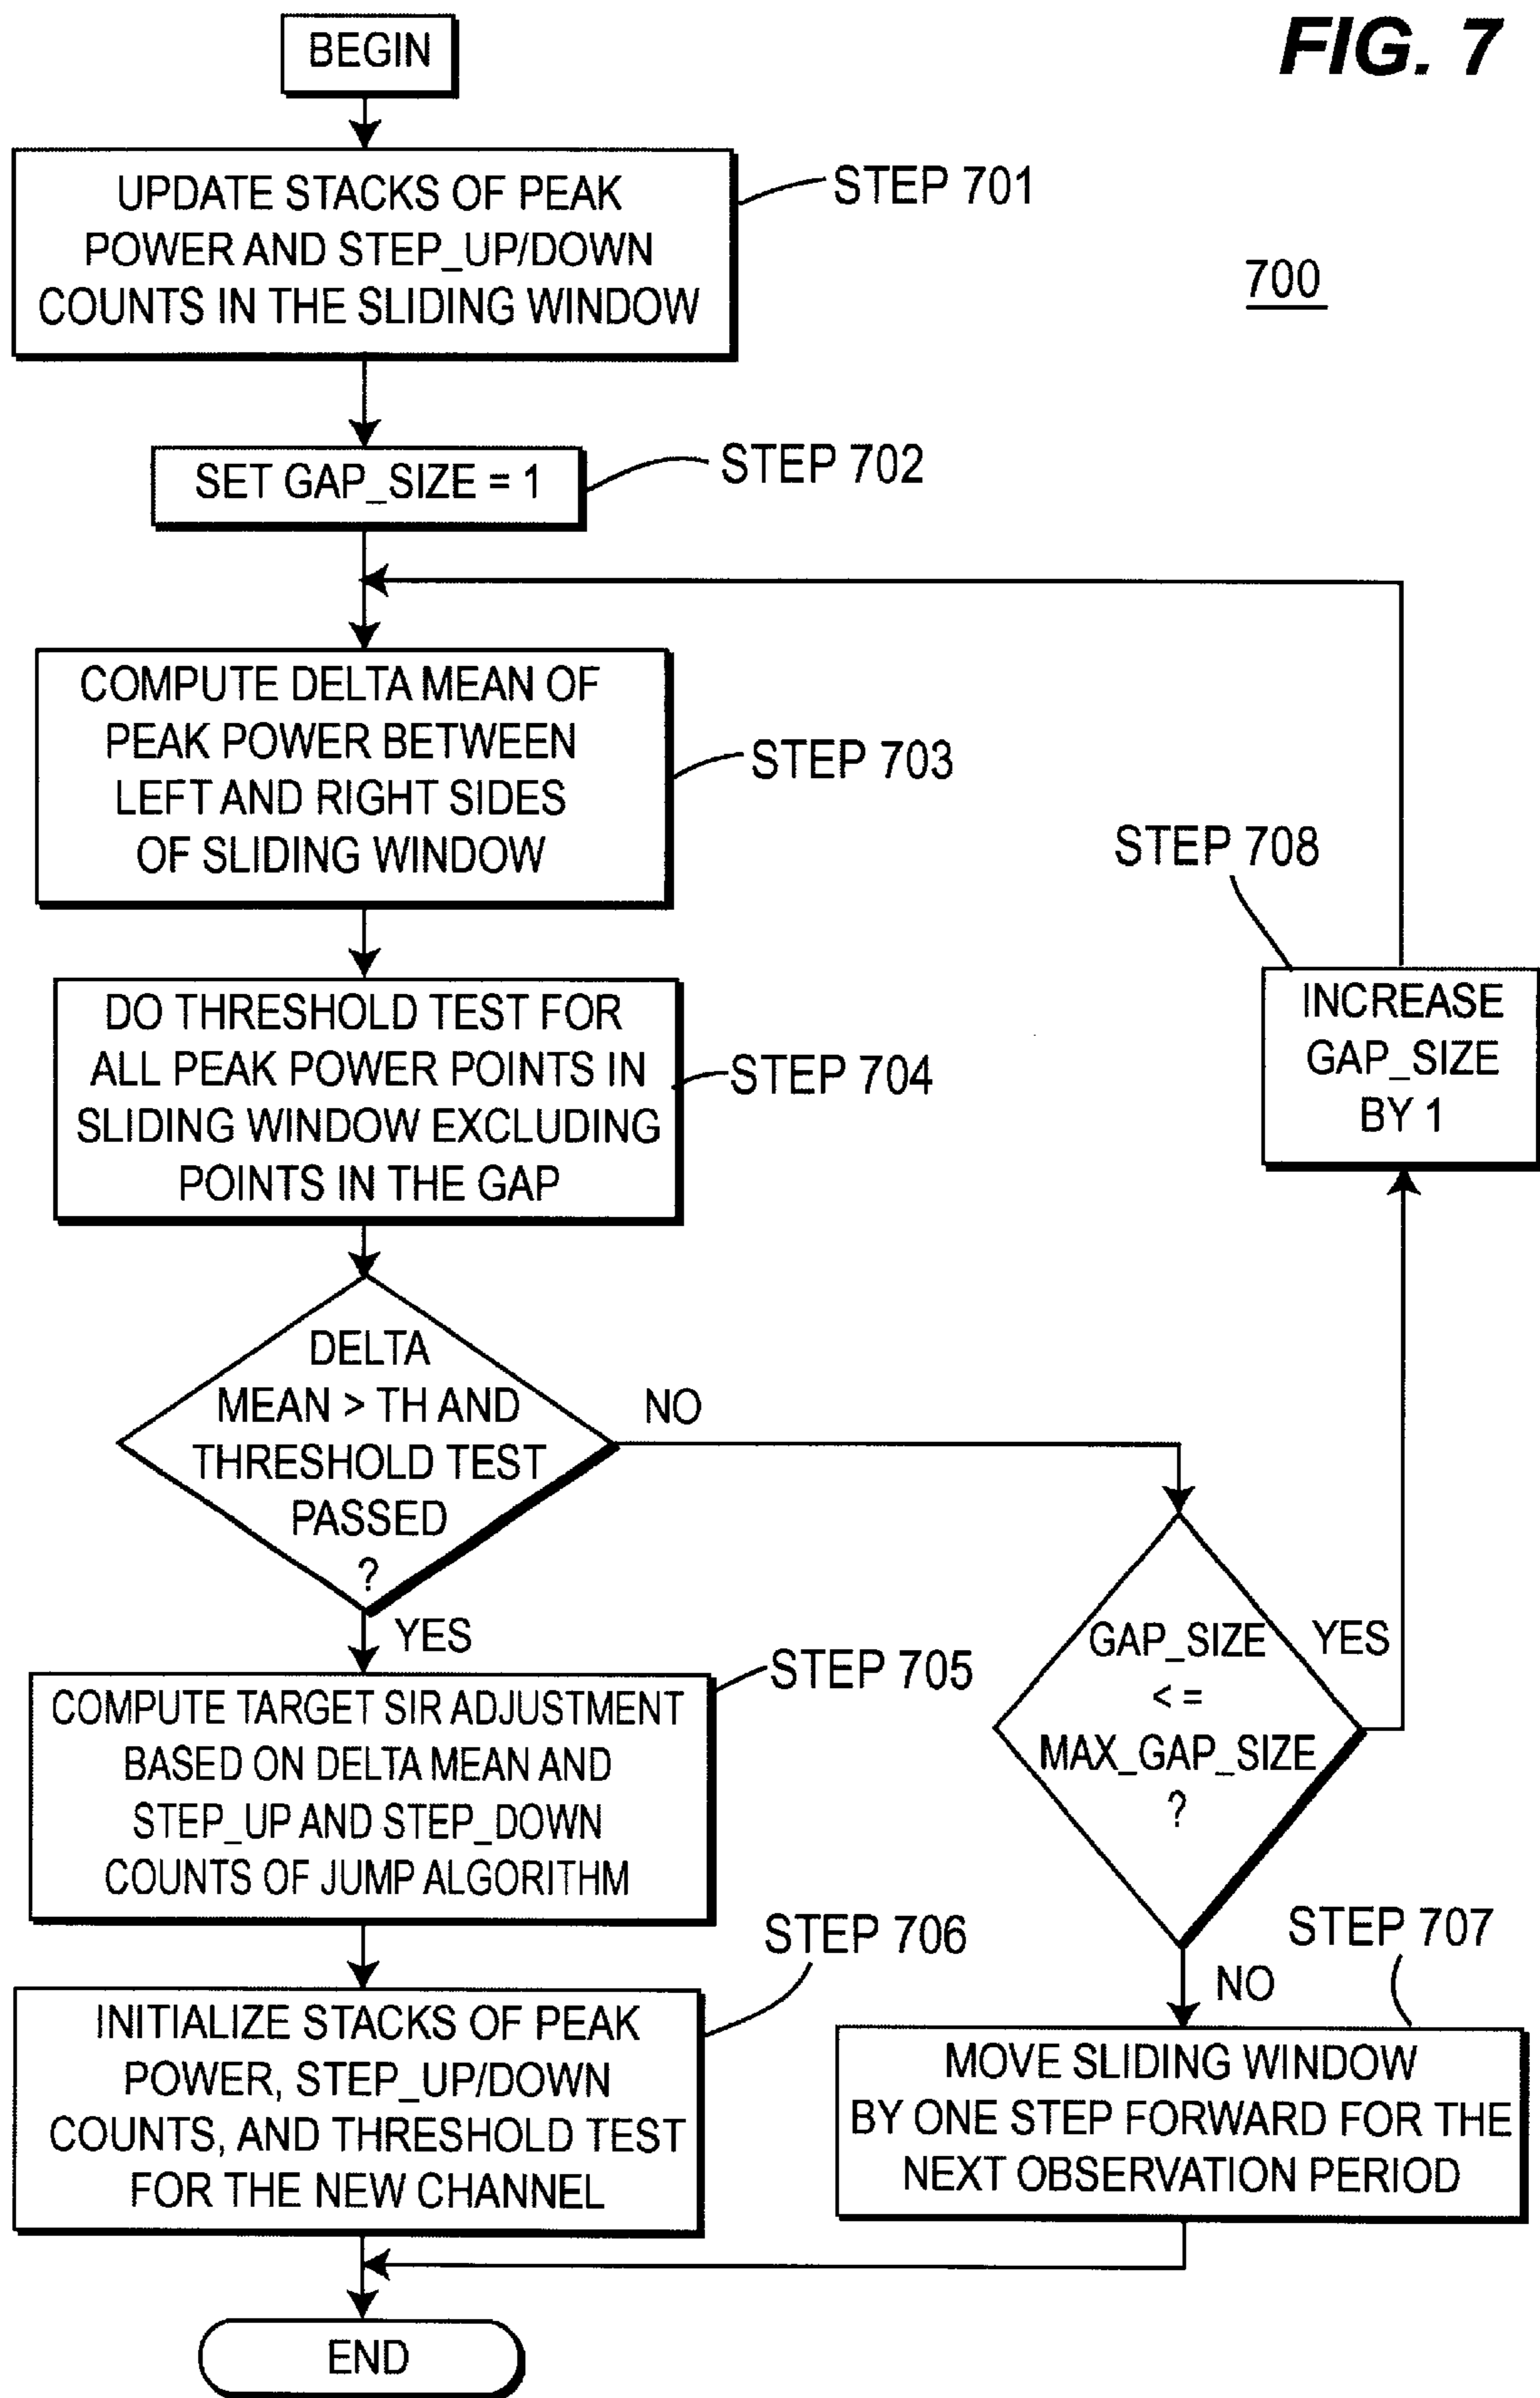 FIG. 7
BEGIN
UPDATE STACKS OF PEAK
POWER AND STEP_UP/DOWN
COUNTS IN THE SLIDING WINDOW
STEP 701
700
SET GAP_SIZE = 1
STEP 702
COMPUTE DELTA MEAN OF
PEAK POWER BETWEEN
LEFT AND RIGHT SIDES
OF SLIDING WINDOW
STEP 703
DO THRESHOLD TEST FOR
ALL PEAK POWER POINTS IN
SLIDING WINDOW EXCLUDING
POINTS IN THE GAP
STEP 704
STEP 708
INCREASE
GAP_SIZE
BY 1
DELTA
MEAN > TH AND
THRESHOLD TEST
PASSED
?
NO
YES
GAP_SIZE
< =
MAX_GAP_SIZE
?
YES
NO
COMPUTE TARGET SIR ADJUSTMENT
BASED ON DELTA MEAN AND
STEP_UP AND STEP_DOWN
COUNTS OF JUMP ALGORITHM
STEP 705
INITIALIZE STACKS OF PEAK
POWER, STEP_UP/DOWN
COUNTS, AND THRESHOLD TEST
FOR THE NEW CHANNEL
STEP 706
STEP 707
MOVE SLIDING WINDOW
BY ONE STEP FORWARD FOR THE
NEXT OBSERVATION PERIOD
END